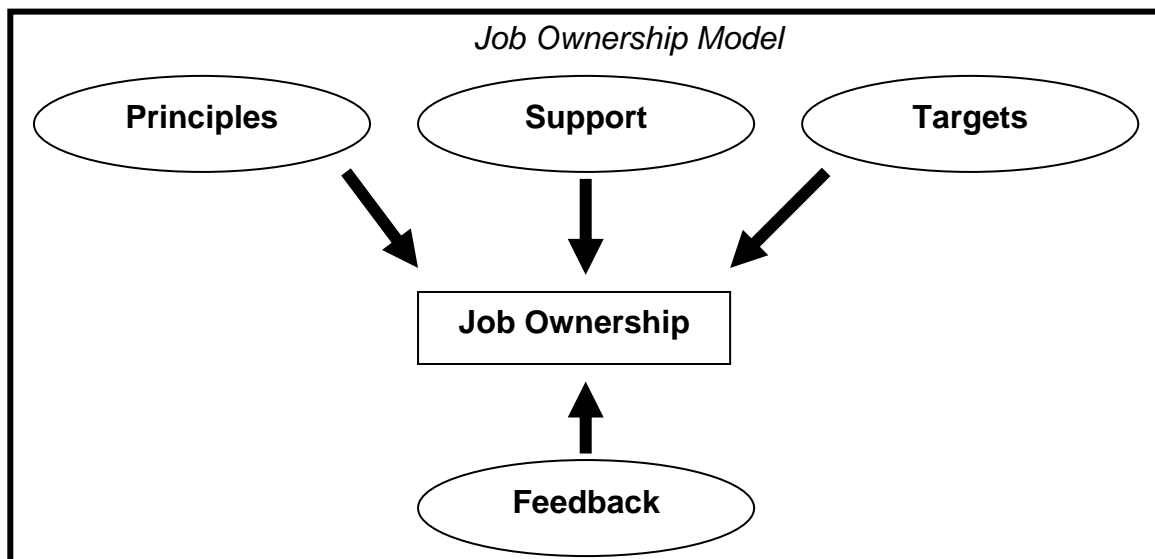 Job Ownership Model
Principles
Support
Targets
Job Ownership
Feedback